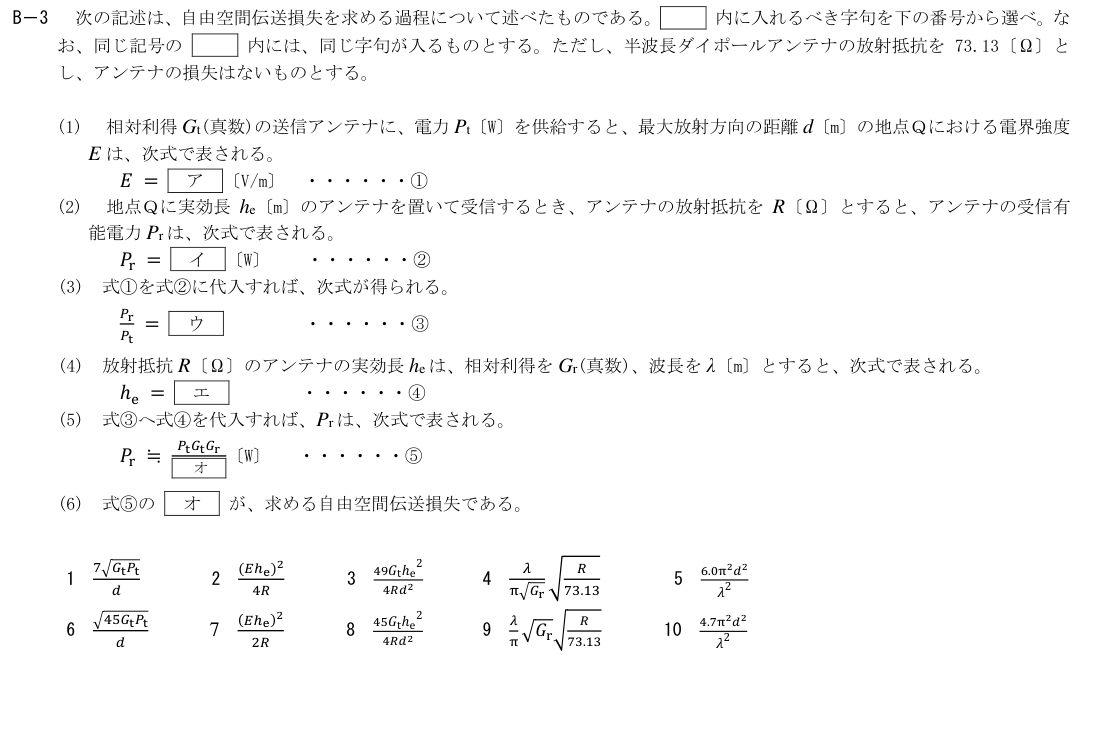 B－3　次の記述は、自由空間伝送損失を求める過程について述べたものである。□内に入れるべき字句を下の番号から選べ。な
お、同じ記号の□内には、同じ字句が入るものとする。ただし、半波長ダイポールアンテナの放射抵抗を 73.13〔Ω〕と
し、アンテナの損失はないものとする。
(1)　相対利得 Gt(真数)の送信アンテナに、電力 Pt〔W〕を供給すると、最大放射方向の距離 d〔m〕の地点Qにおける電界強度
E は、次式で表される。
E ＝ ア 〔V/m〕　・・・・・・①
(2)　地点Qに実効長 he〔m〕のアンテナを置いて受信するとき、アンテナの放射抵抗を R〔Ω〕とすると、アンテナの受信有
能電力 Pr は、次式で表される。
Pr ＝ イ 〔W〕　・・・・・・②
(3)　式①を式②に代入すれば、次式が得られる。
Pr/Pt ＝ ウ　・・・・・・③
(4)　放射抵抗 R〔Ω〕のアンテナの実効長 he は、相対利得を Gr(真数)、波長を λ〔m〕とすると、次式で表される。
he ＝ エ　・・・・・・④
(5)　式③へ式④を代入すれば、Pr は、次式で表される。
Pr ≒ PtGtGr/オ 〔W〕　・・・・・・⑤
(6)　式⑤の オ が、求める自由空間伝送損失である。
1　7√(GtPt)/d　2　(Ehe)²/4R　3　49Gthe²/4Rd²　4　λ/(π√Gr) √(R/73.13)　5　6.0π²d²/λ²
6　√(45GtPt)/d　7　(Ehe)²/2R　8　45Gthe²/4Rd²　9　λ/π √Gr √(R/73.13)　10　4.7π²d²/λ²